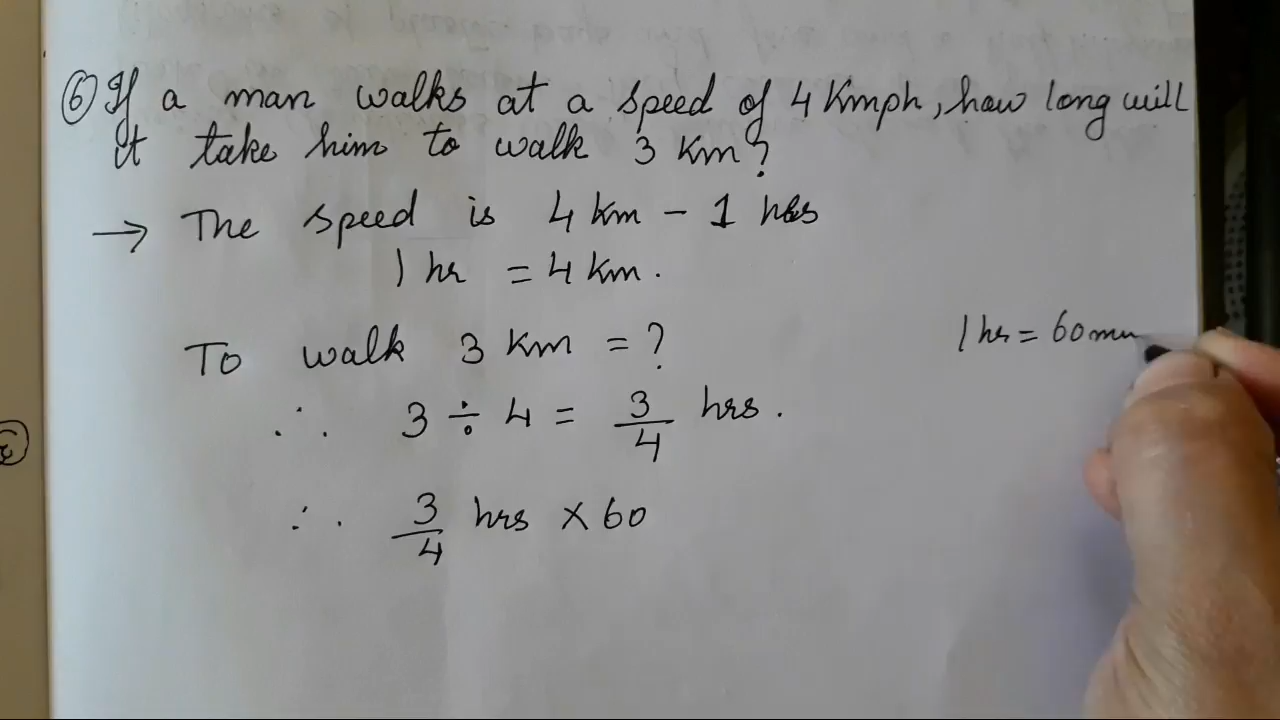 ⑥ If a man walks at a speed of 4 Kmph, how long will
it take him to walk 3 Km?
→ The speed is 4 km - 1 hrs
1 hr = 4 km.
To walk 3 Km = ?
∴ 3 ÷ 4 = 3/4 hrs.
∴ 3/4 hrs × 60
1 hr = 60 min